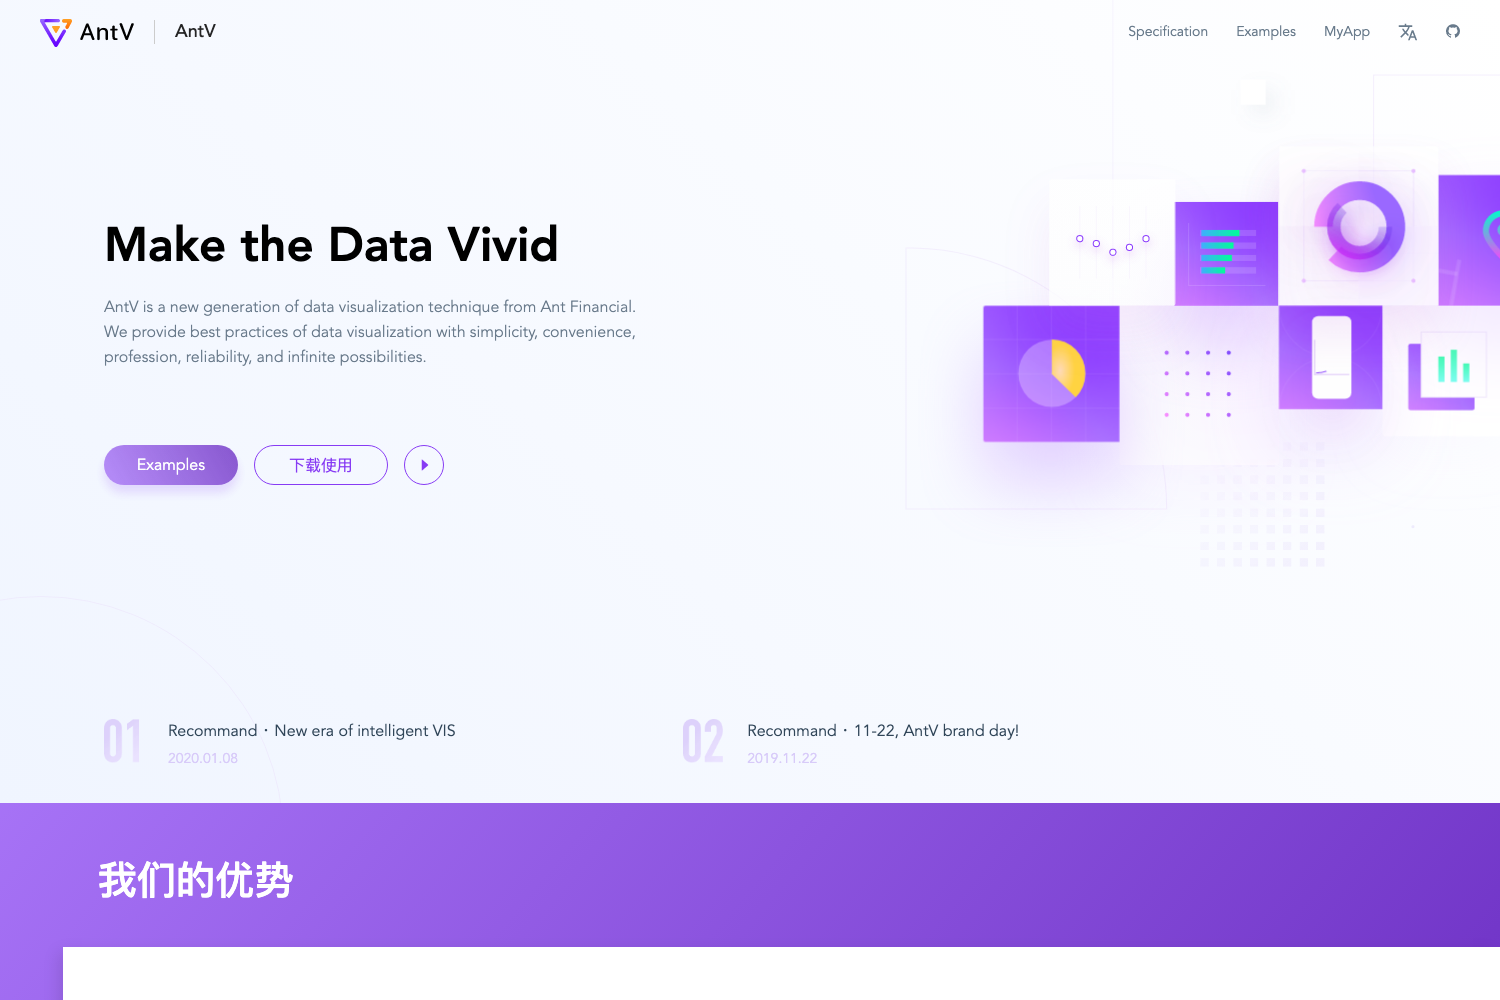 AntV
AntV
Specification
Examples
MyApp
Make the Data Vivid
AntV is a new generation of data visualization technique from Ant Financial.
We provide best practices of data visualization with simplicity, convenience,
profession, reliability, and infinite possibilities.
Examples
下载使用
01
Recommand · New era of intelligent VIS
2020.01.08
02
Recommand · 11-22, AntV brand day!
2019.11.22
我们的优势